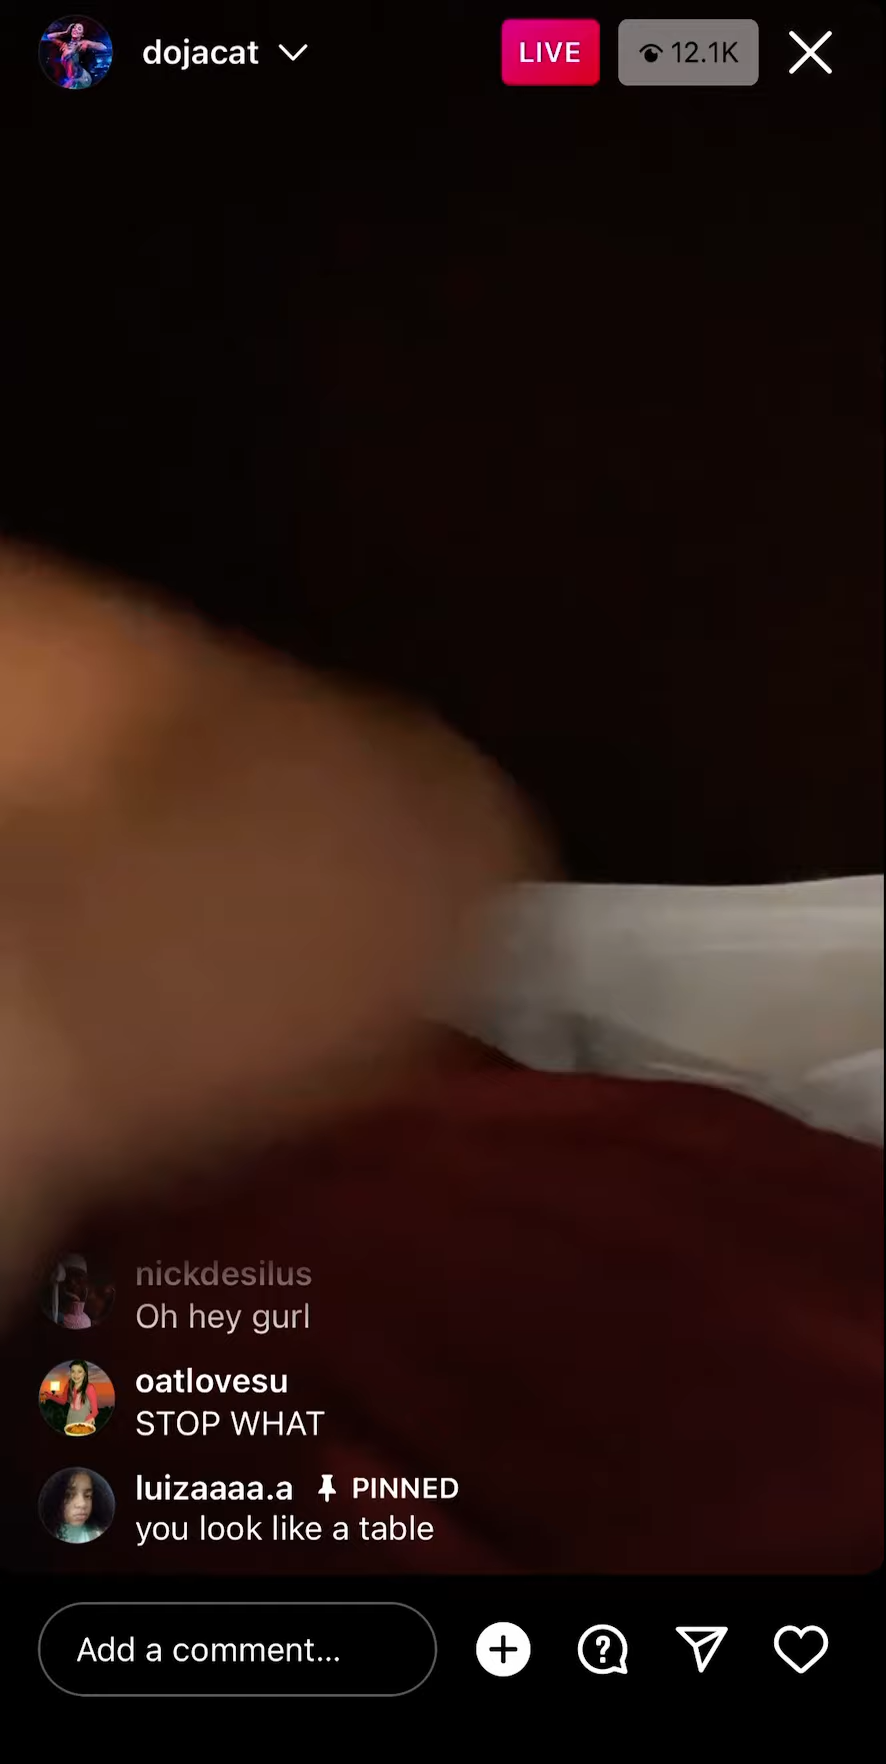 dojacat
LIVE
12.1K
nickdesilus
Oh hey gurl
oatlovesu
STOP WHAT
luizaaaa.a PINNED
you look like a table
Add a comment...